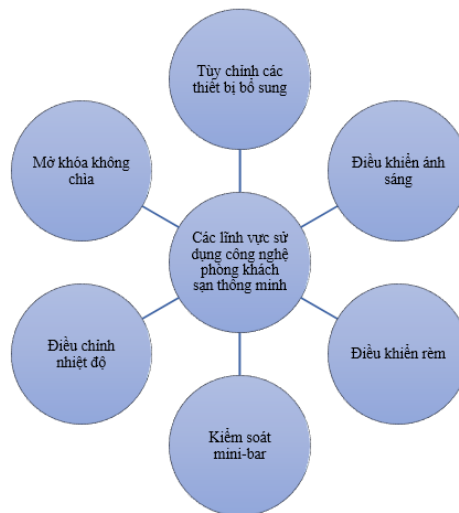 Tùy chỉnh các
thiết bị bổ sung
Mở khóa không
chìa
Điều khiển ánh
sáng
Các lĩnh vực sử
dụng công nghệ
phòng khách
sạn thông minh
Điều chỉnh
nhiệt độ
Điều khiển rèm
Kiểm soát
mini-bar